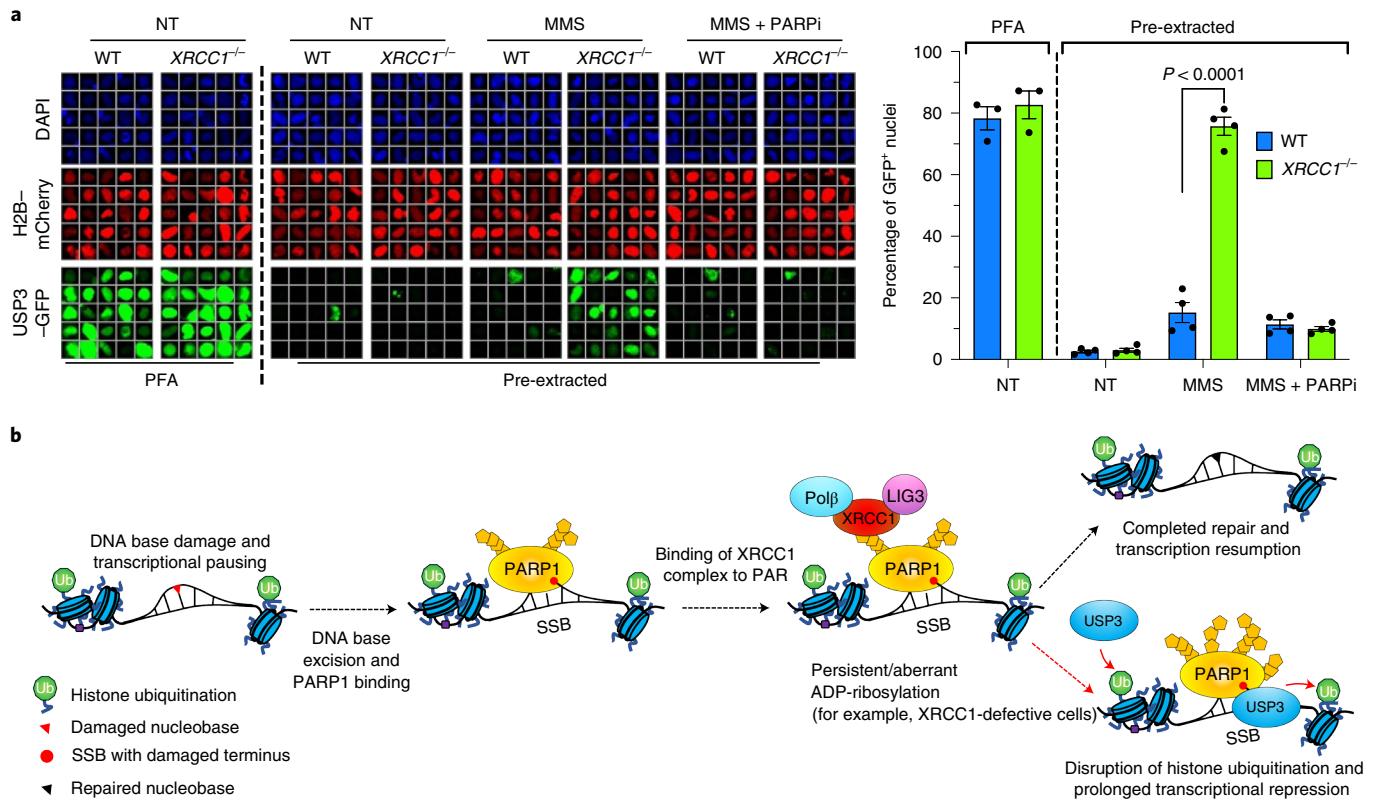 a
NT
NT
MMS
MMS + PARPi
WT
XRCC1–/–
WT
XRCC1–/–
WT
XRCC1–/–
WT
XRCC1–/–
DAPI
H2B–
mCherry
USP3
–GFP
PFA
Pre-extracted
PFA
Pre-extracted
Percentage of GFP+ nuclei
100
80
60
40
20
0
P < 0.0001
WT
XRCC1–/–
NT
NT
MMS
MMS + PARPi
b
DNA base damage and
transcriptional pausing
Ub
Ub
DNA base
excision and
PARP1 binding
Ub
PARP1
Ub
SSB
Binding of XRCC1
complex to PAR
Polβ
XRCC1
LIG3
PARP1
Ub
Ub
SSB
Persistent/aberrant
ADP-ribosylation
(for example, XRCC1-defective cells)
Ub
Ub
Completed repair and
transcription resumption
USP3
Ub
PARP1
USP3
Ub
SSB
Disruption of histone ubiquitination and
prolonged transcriptional repression
Ub
Histone ubiquitination
Damaged nucleobase
SSB with damaged terminus
Repaired nucleobase